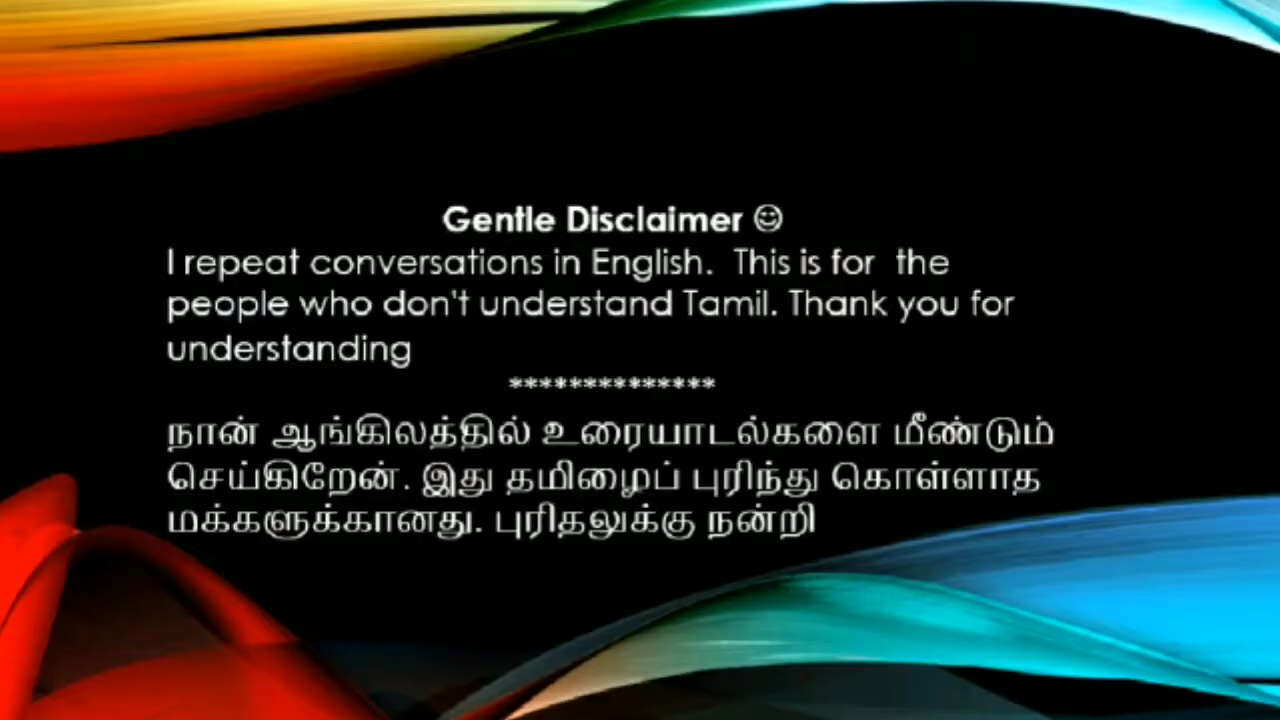 Gentle Disclaimer ☺
I repeat conversations in English. This is for the
people who don't understand Tamil. Thank you for
understanding
**************
நான் ஆங்கிலத்தில் உரையாடல்களை மீண்டும்
செய்கிறேன். இது தமிழைப் புரிந்து கொள்ளாத
மக்களுக்கானது. புரிதலுக்கு நன்றி